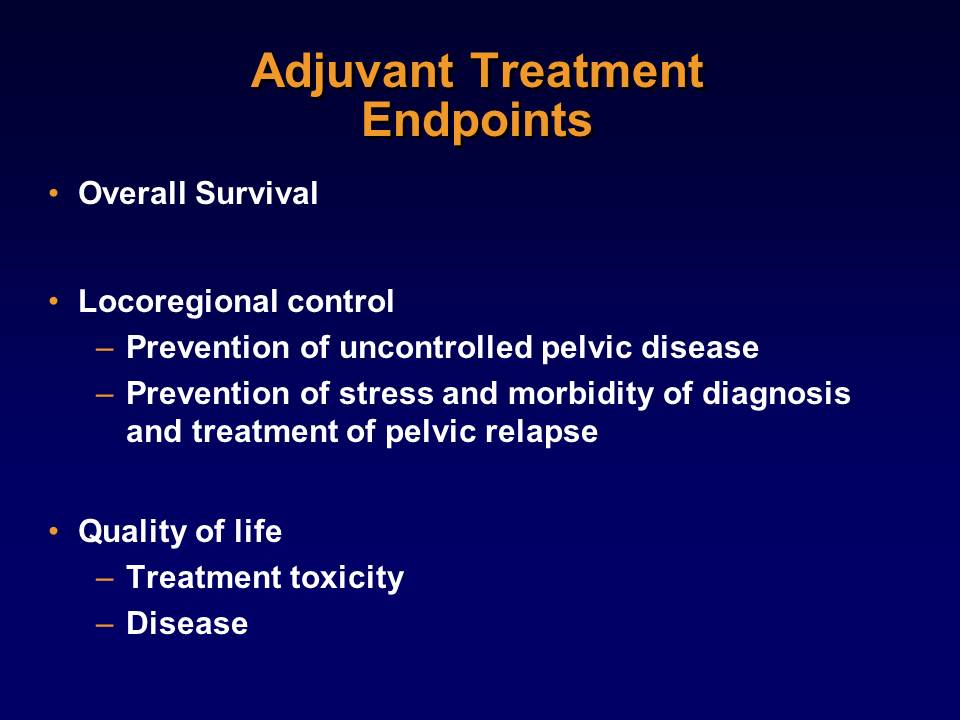 Adjuvant Treatment
Endpoints
• Overall Survival
• Locoregional control
– Prevention of uncontrolled pelvic disease
– Prevention of stress and morbidity of diagnosis
and treatment of pelvic relapse
• Quality of life
– Treatment toxicity
– Disease